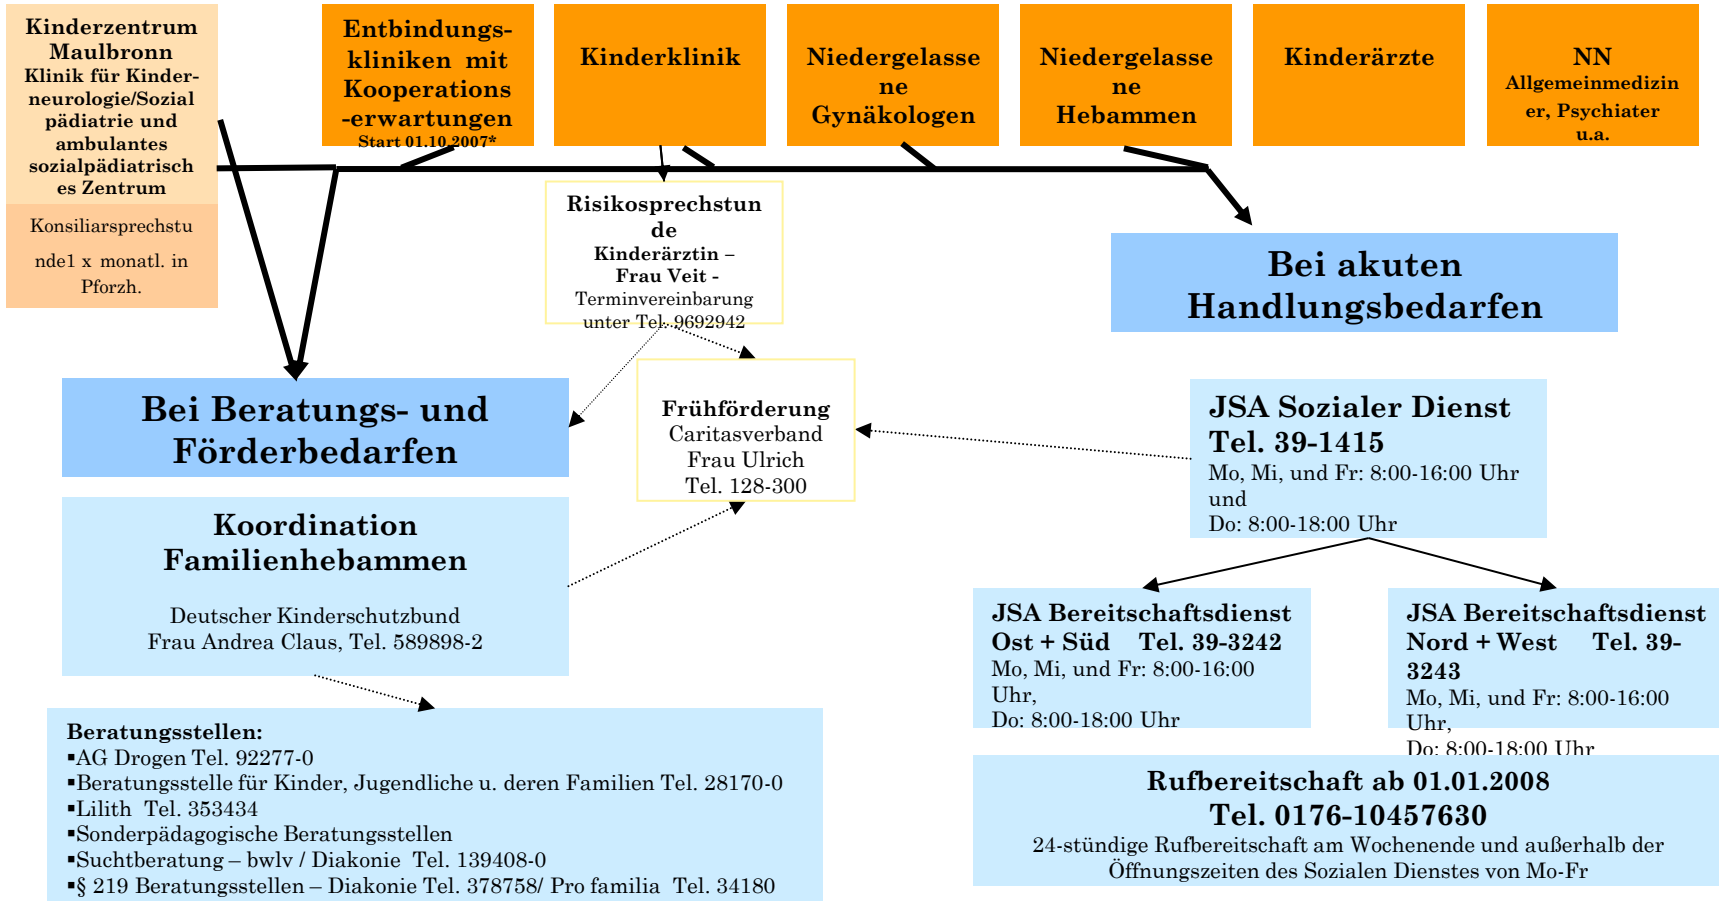 Kinderzentrum
Maulbronn
Klinik für Kinder-
neurologie/Sozial
pädiatrie und
ambulantes
sozialpädiatrisch
es Zentrum
Konsiliarsprechstu
nde1 x monatl. in
Pforzh.
Entbindungs-
kliniken mit
Kooperations
-erwartungen
Start 01.10.2007*
Kinderklinik
Niedergelasse
ne
Gynäkologen
Niedergelasse
ne
Hebammen
Kinderärzte
NN
Allgemeinmedizin
er, Psychiater
u.a.
Risikosprechstun
de
Kinderärztin –
Frau Veit -
Terminvereinbarung
unter Tel. 9692942
Bei akuten
Handlungsbedarfen
Bei Beratungs- und
Förderbedarfen
Frühförderung
Caritasverband
Frau Ulrich
Tel. 128-300
JSA Sozialer Dienst
Tel. 39-1415
Mo, Mi, und Fr: 8:00-16:00 Uhr
und
Do: 8:00-18:00 Uhr
Koordination
Familienhebammen
Deutscher Kinderschutzbund
Frau Andrea Claus, Tel. 589898-2
JSA Bereitschaftsdienst
Ost + Süd Tel. 39-3242
Mo, Mi, und Fr: 8:00-16:00
Uhr,
Do: 8:00-18:00 Uhr
JSA Bereitschaftsdienst
Nord + West Tel. 39-
3243
Mo, Mi, und Fr: 8:00-16:00
Uhr,
Do: 8:00-18:00 Uhr
Beratungsstellen:
▪AG Drogen Tel. 92277-0
▪Beratungsstelle für Kinder, Jugendliche u. deren Familien Tel. 28170-0
▪Lilith Tel. 353434
▪Sonderpädagogische Beratungsstellen
▪Suchtberatung – bwlv / Diakonie Tel. 139408-0
▪§ 219 Beratungsstellen – Diakonie Tel. 378758/ Pro familia Tel. 34180
Rufbereitschaft ab 01.01.2008
Tel. 0176-10457630
24-stündige Rufbereitschaft am Wochenende und außerhalb der
Öffnungszeiten des Sozialen Dienstes von Mo-Fr